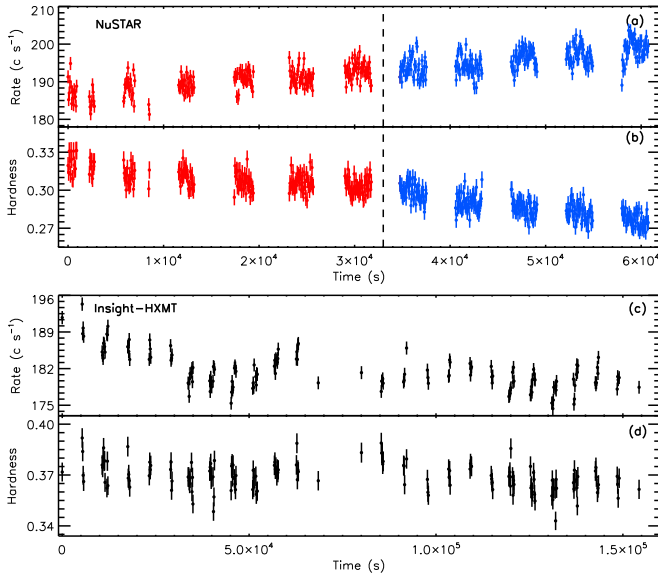 NuSTAR
(a)
210
200
190
180
Rate (c s⁻¹)
(b)
0.33
0.30
0.27
Hardness
0 1×10⁴ 2×10⁴ 3×10⁴ 4×10⁴ 5×10⁴ 6×10⁴
Time (s)
Insight-HXMT
(c)
196
189
182
175
Rate (c s⁻¹)
(d)
0.40
0.37
0.34
Hardness
0 5.0×10⁴ 1.0×10⁵ 1.5×10⁵
Time (s)